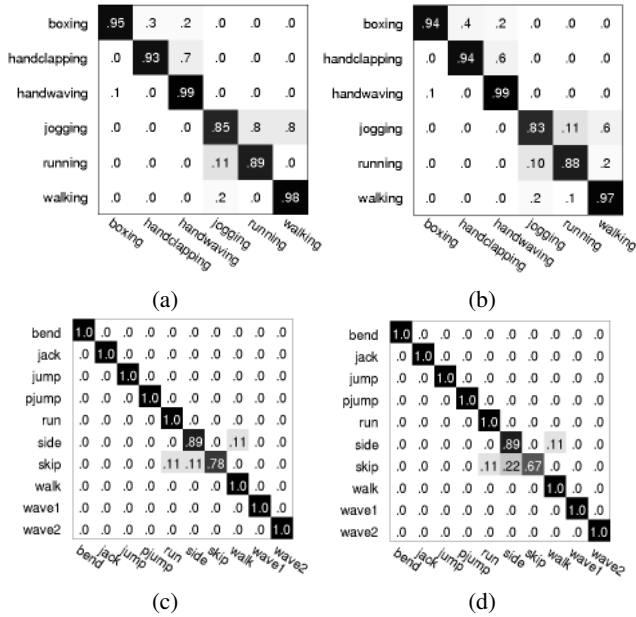 boxing .95 .3 .2 .0 .0 .0
handclapping .0 .93 .7 .0 .0 .0
handwaving .1 .0 .99 .0 .0 .0
jogging .0 .0 .0 .85 .8 .8
running .0 .0 .0 .11 .89 .0
walking .0 .0 .0 .2 .0 .98
boxing handclapping handwaving jogging running walking
(a)
boxing .94 .4 .2 .0 .0 .0
handclapping .0 .94 .6 .0 .0 .0
handwaving .1 .0 .99 .0 .0 .0
jogging .0 .0 .0 .83 .11 .6
running .0 .0 .0 .10 .88 .2
walking .0 .0 .0 .2 .1 .97
boxing handclapping handwaving jogging running walking
(b)
bend 1.0 .0 .0 .0 .0 .0 .0 .0 .0 .0
jack .0 1.0 .0 .0 .0 .0 .0 .0 .0 .0
jump .0 .0 1.0 .0 .0 .0 .0 .0 .0 .0
pjump .0 .0 .0 1.0 .0 .0 .0 .0 .0 .0
run .0 .0 .0 .0 1.0 .0 .0 .0 .0 .0
side .0 .0 .0 .0 .0 .89 .0 .11 .0 .0
skip .0 .0 .0 .0 .11 .11 .78 .0 .0 .0
walk .0 .0 .0 .0 .0 .0 .0 1.0 .0 .0
wave1 .0 .0 .0 .0 .0 .0 .0 .0 1.0 .0
wave2 .0 .0 .0 .0 .0 .0 .0 .0 .0 1.0
bend jack jump pjump run side skip walk wave1 wave2
(c)
bend 1.0 .0 .0 .0 .0 .0 .0 .0 .0 .0
jack .0 1.0 .0 .0 .0 .0 .0 .0 .0 .0
jump .0 .0 1.0 .0 .0 .0 .0 .0 .0 .0
pjump .0 .0 .0 1.0 .0 .0 .0 .0 .0 .0
run .0 .0 .0 .0 1.0 .0 .0 .0 .0 .0
side .0 .0 .0 .0 .0 .89 .0 .11 .0 .0
skip .0 .0 .0 .0 .11 .22 .67 .0 .0 .0
walk .0 .0 .0 .0 .0 .0 .0 1.0 .0 .0
wave1 .0 .0 .0 .0 .0 .0 .0 .0 1.0 .0
wave2 .0 .0 .0 .0 .0 .0 .0 .0 .0 1.0
bend jack jump pjump run side skip walk wave1 wave2
(d)